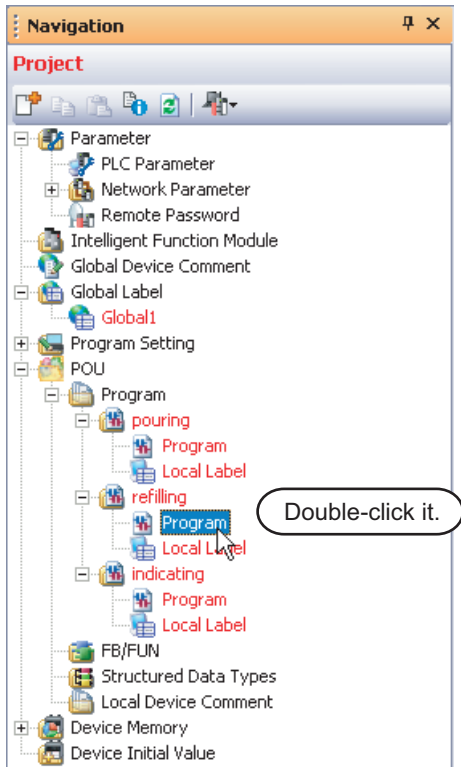 Navigation
Project
Parameter
PLC Parameter
Network Parameter
Remote Password
Intelligent Function Module
Global Device Comment
Global Label
Global1
Program Setting
POU
Program
pouring
Program
Local Label
refilling
Program
Double-click it.
Local Label
indicating
Program
Local Label
FB/FUN
Structured Data Types
Local Device Comment
Device Memory
Device Initial Value